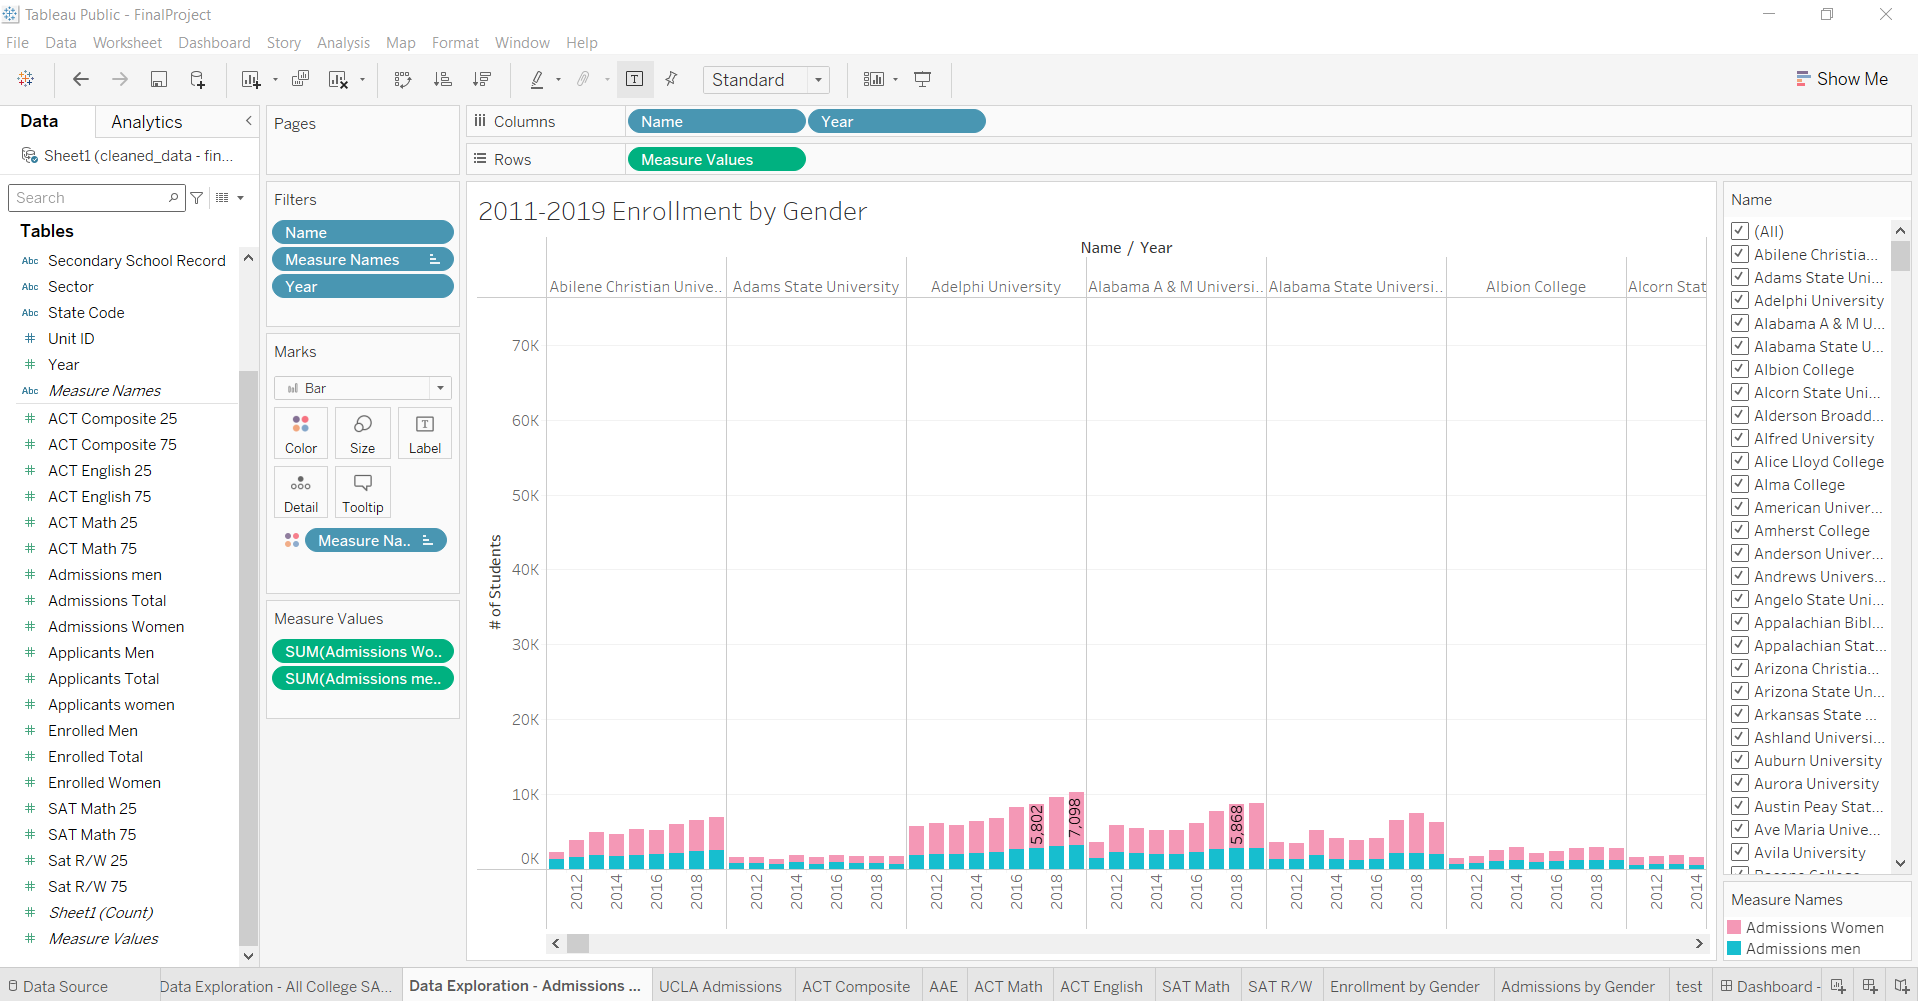 Tableau Public - FinalProject
File Data Worksheet Dashboard Story Analysis Map Format Window Help
Standard
Show Me
Data Analytics
Sheet1 (cleaned_data - fin...
Search
Tables
Abc Secondary School Record
Abc Sector
Abc State Code
# Unit ID
# Year
Abc Measure Names
# ACT Composite 25
# ACT Composite 75
# ACT English 25
# ACT English 75
# ACT Math 25
# ACT Math 75
# Admissions men
# Admissions Total
# Admissions Women
# Applicants Men
# Applicants Total
# Applicants women
# Enrolled Men
# Enrolled Total
# Enrolled Women
# SAT Math 25
# SAT Math 75
# Sat R/W 25
# Sat R/W 75
# Sheet1 (Count)
# Measure Values
Pages
Filters
Name
Measure Names
Year
Marks
Bar
Color Size Label
Detail Tooltip
Measure Na..
Measure Values
SUM(Admissions Wo..
SUM(Admissions me..
Columns Name Year
Rows Measure Values
2011-2019 Enrollment by Gender
Name / Year
Abilene Christian Unive.. Adams State University Adelphi University Alabama A & M Universi.. Alabama State Universi.. Albion College Alcorn Stat
70K
60K
50K
40K
30K
20K
10K
0K
# of Students
5,802 7,098 5,868
2012 2014 2016 2018 2012 2014 2016 2018 2012 2014 2016 2018 2012 2014 2016 2018 2012 2014 2016 2018 2012 2014 2016 2018 2012 2014
Name
(All)
Abilene Christia...
Adams State Uni...
Adelphi University
Alabama A & M U...
Alabama State U...
Albion College
Alcorn State Uni...
Alderson Broadd...
Alfred University
Alice Lloyd College
Alma College
American Univer...
Amherst College
Anderson Univer...
Andrews Univers...
Angelo State Uni...
Appalachian Bibl...
Appalachian Stat...
Arizona Christia...
Arizona State Un...
Arkansas State ...
Ashland Universi...
Auburn University
Aurora University
Austin Peay Stat...
Ave Maria Unive...
Avila University
Measure Names
Admissions Women
Admissions men
Data Source Data Exploration - All College SA... Data Exploration - Admissions ... UCLA Admissions ACT Composite AAE ACT Math ACT English SAT Math SAT R/W Enrollment by Gender Admissions by Gender test Dashboard -